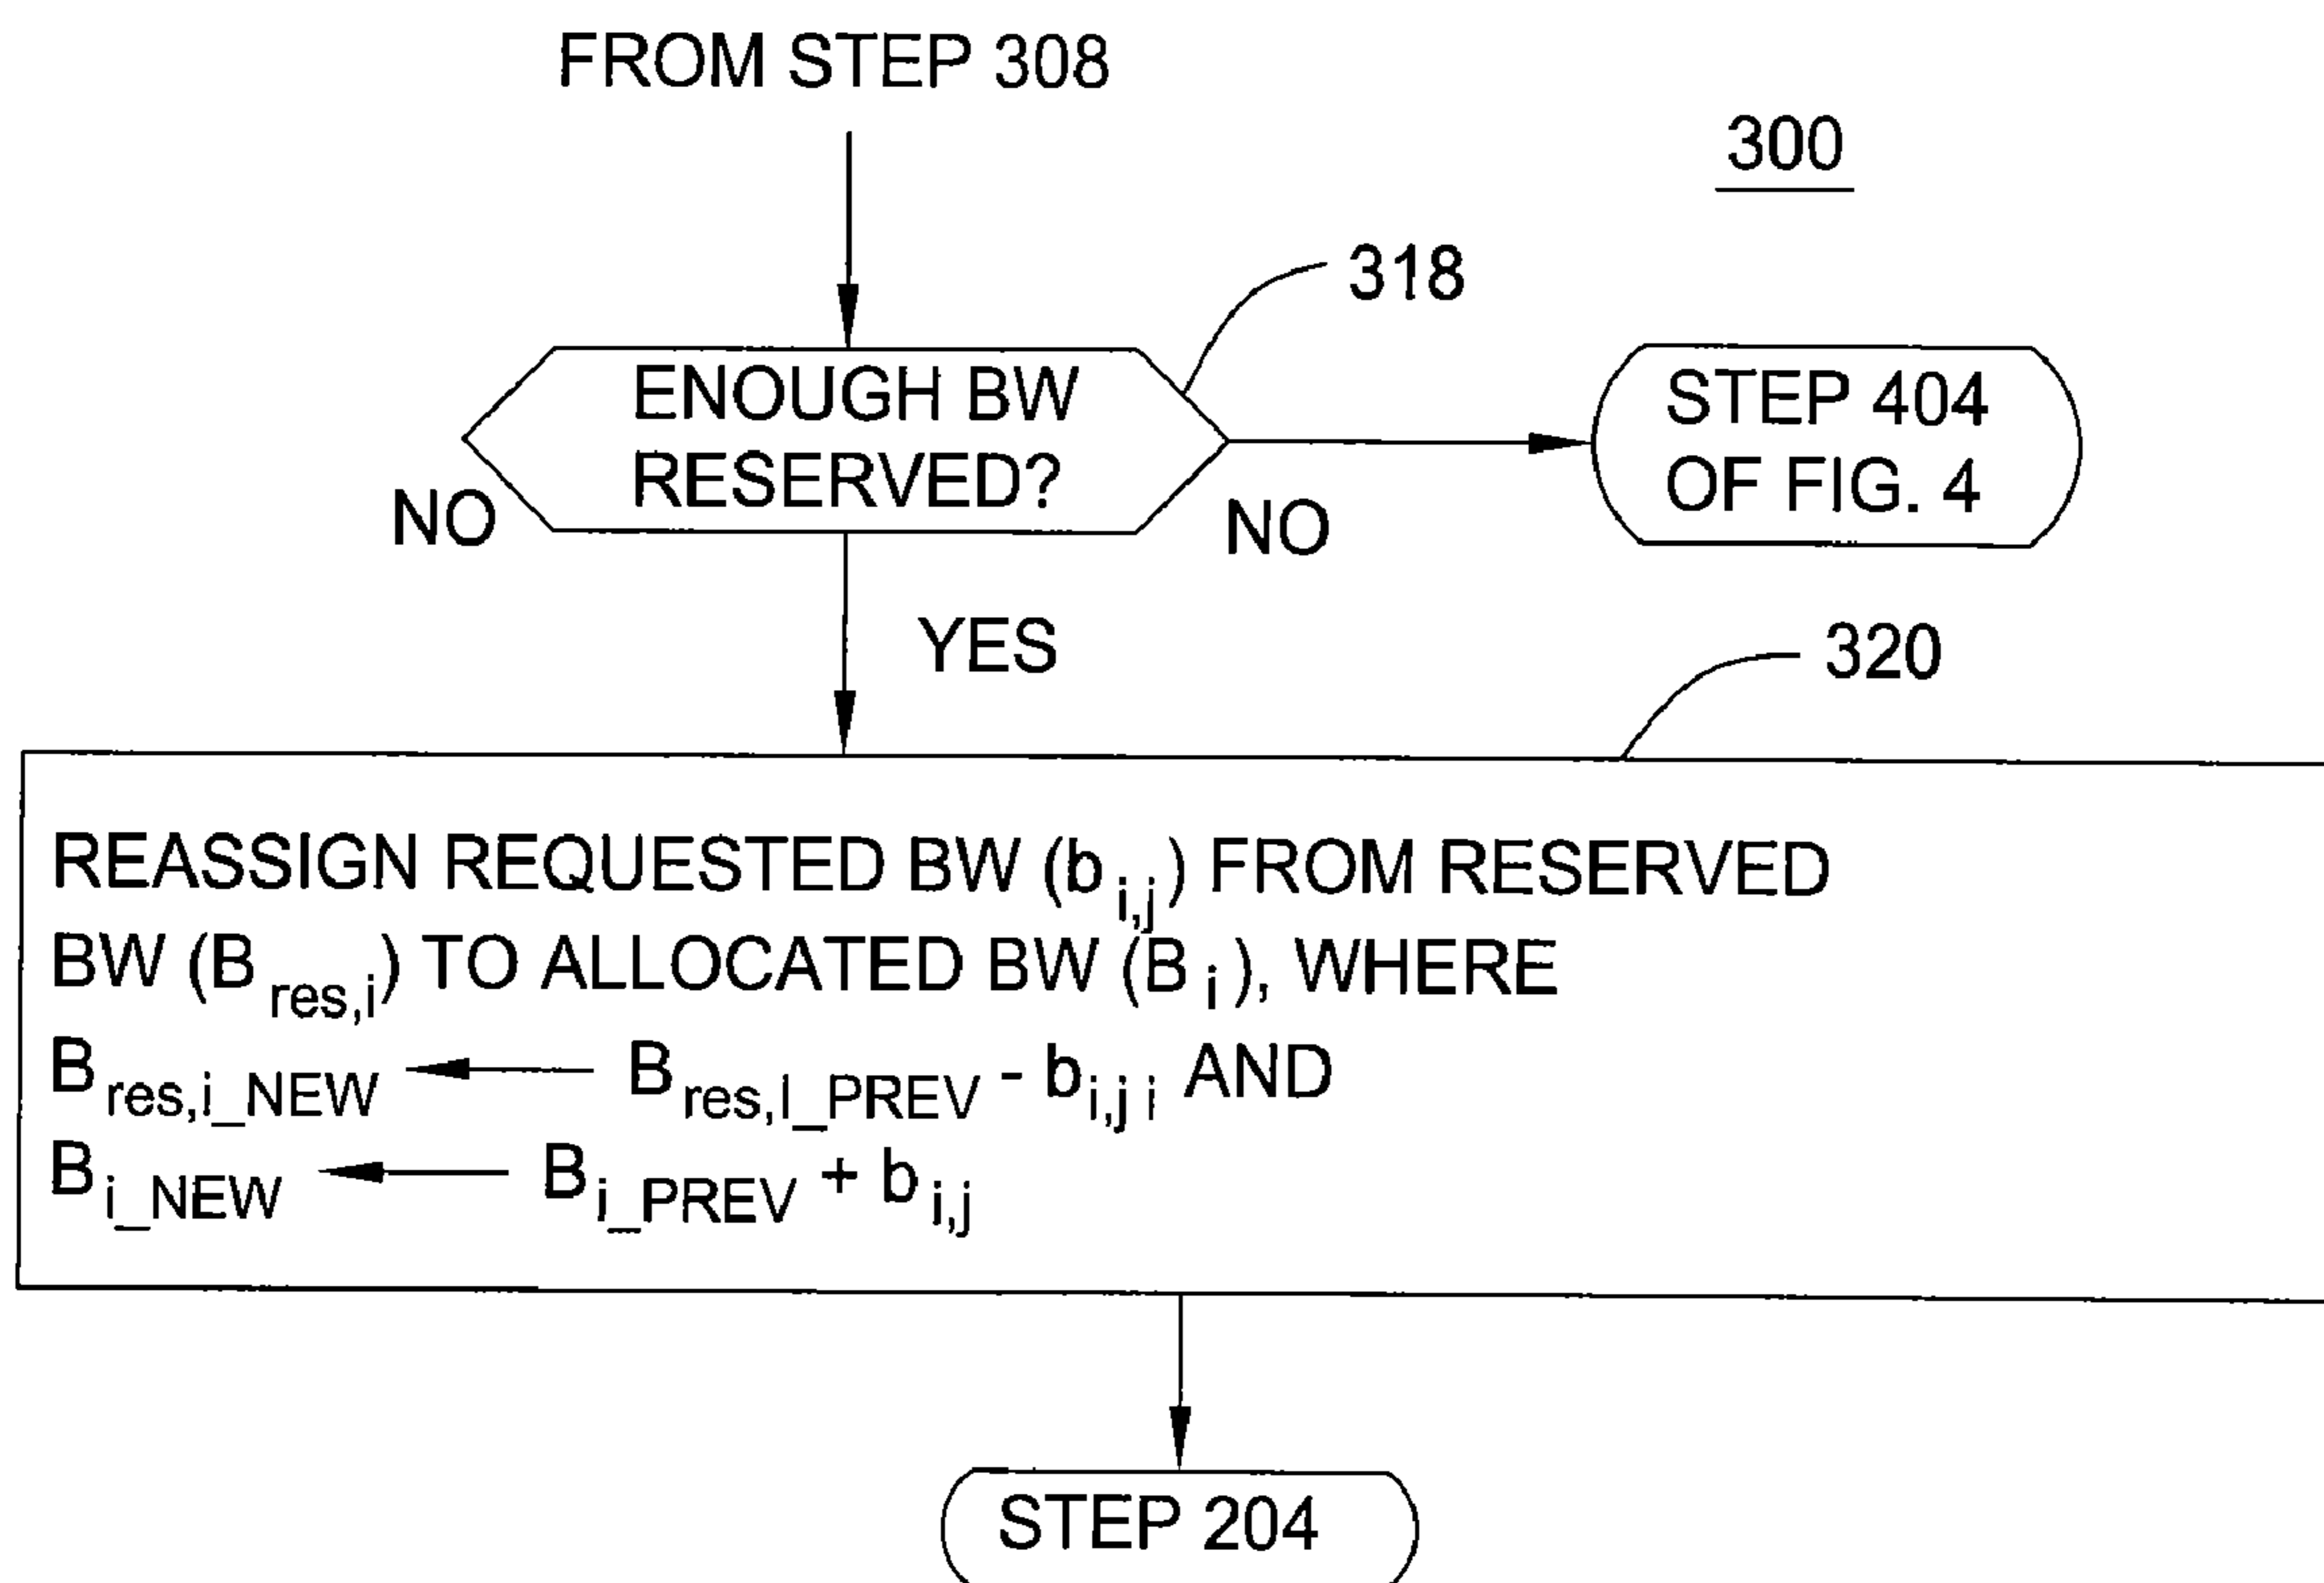 FROM STEP 308
300
318
ENOUGH BW
RESERVED?
NO
NO
STEP 404
OF FIG. 4
YES
320
REASSIGN REQUESTED BW (b i,j) FROM RESERVED
BW (B res,i) TO ALLOCATED BW (B i), WHERE
B res,i_NEW ← B res,I_PREV - b i,j i AND
B i_NEW ← B i_PREV + b i,j
STEP 204